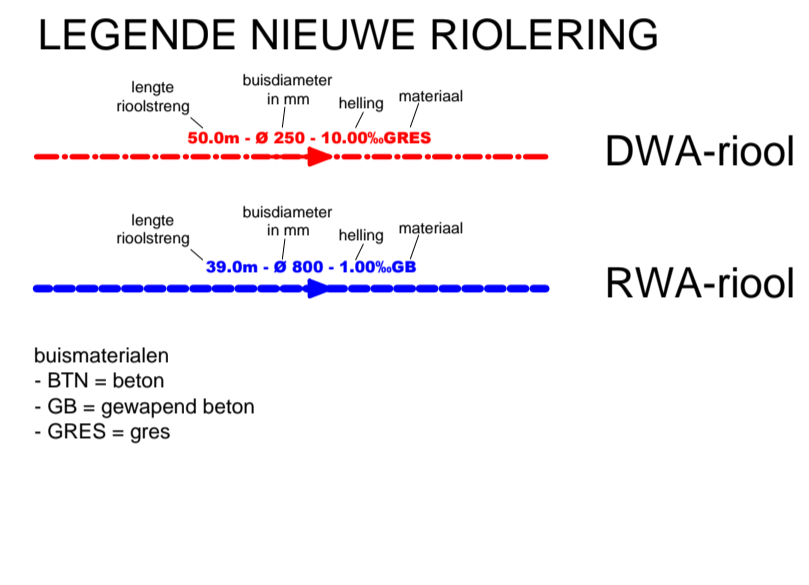 LEGENDE NIEUWE RIOLERING
lengte
rioolstreng
buisdiameter
in mm
helling
materiaal
50.0m - Ø 250 - 10.00‰GRES
DWA-riool
lengte
rioolstreng
buisdiameter
in mm
helling
materiaal
39.0m - Ø 800 - 1.00‰GB
RWA-riool
buismaterialen
- BTN = beton
- GB = gewapend beton
- GRES = gres